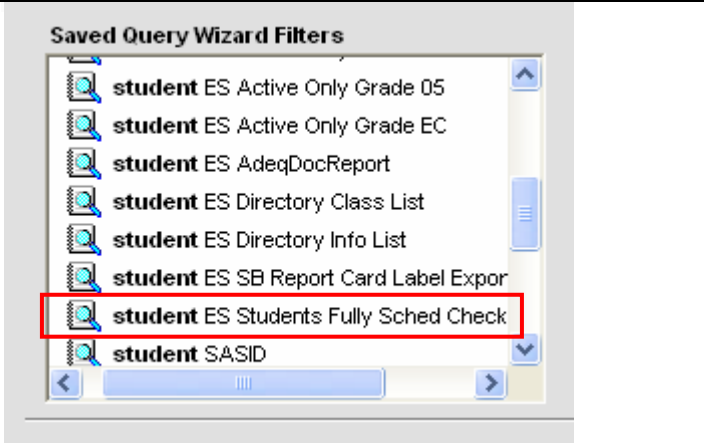 Saved Query Wizard Filters
student ES Active Only Grade 05
student ES Active Only Grade EC
student ES AdeqDocReport
student ES Directory Class List
student ES Directory Info List
student ES SB Report Card Label Expor
student ES Students Fully Sched Check
student SASID